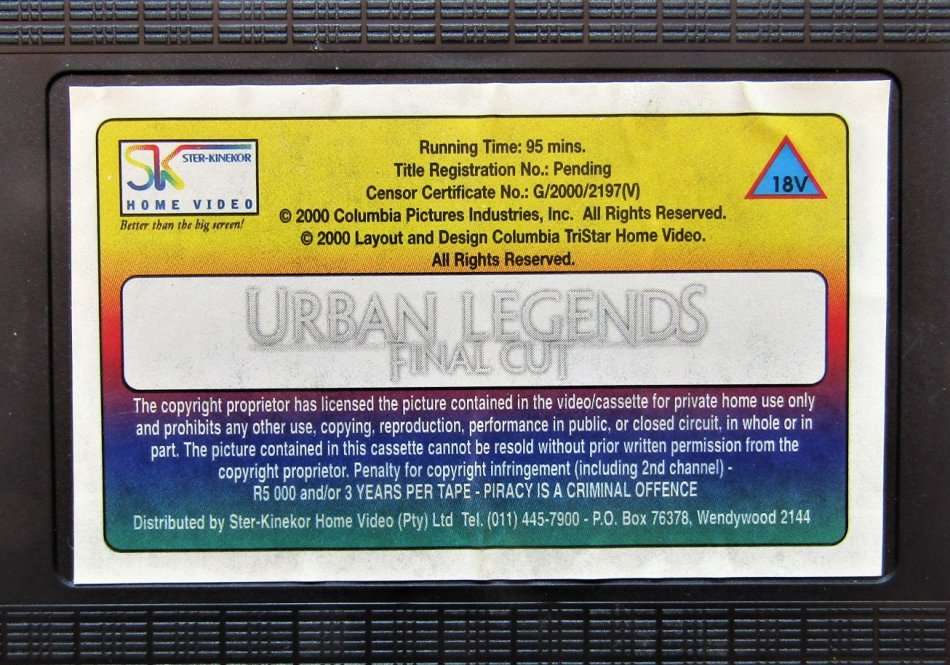 SK STER-KINEKOR
HOME VIDEO
Better than the big screen!
Running Time: 95 mins.
Title Registration No.: Pending
Censor Certificate No.: G/2000/2197(V)
© 2000 Columbia Pictures Industries, Inc. All Rights Reserved.
© 2000 Layout and Design Columbia TriStar Home Video.
All Rights Reserved.
18V
URBAN LEGENDS
FINAL CUT
The copyright proprietor has licensed the picture contained in the video/cassette for private home use only
and prohibits any other use, copying, reproduction, performance in public, or closed circuit, in whole or in
part. The picture contained in this cassette cannot be resold without prior written permission from the
copyright proprietor. Penalty for copyright infringement (including 2nd channel) -
R5 000 and/or 3 YEARS PER TAPE - PIRACY IS A CRIMINAL OFFENCE
Distributed by Ster-Kinekor Home Video (Pty) Ltd Tel. (011) 445-7900 - P.O. Box 76378, Wendywood 2144